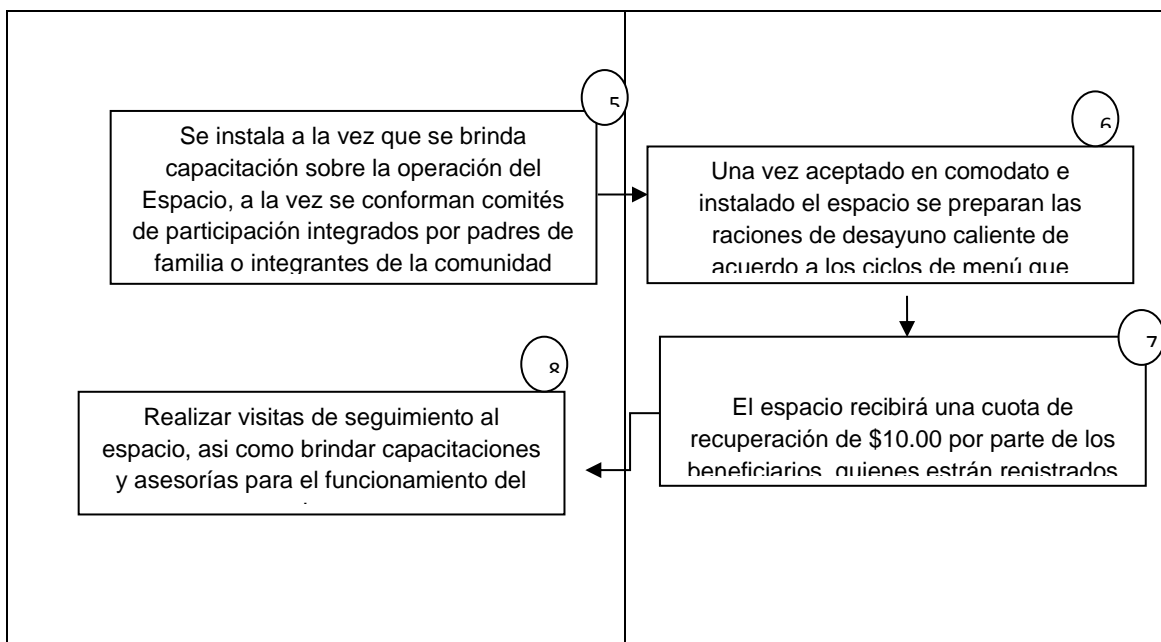 5
Se instala a la vez que se brinda
capacitación sobre la operación del
Espacio, a la vez se conforman comités
de participación integrados por padres de
familia o integrantes de la comunidad
6
Una vez aceptado en comodato e
instalado el espacio se preparan las
raciones de desayuno caliente de
acuerdo a los ciclos de menú que
7
El espacio recibirá una cuota de
recuperación de $10.00 por parte de los
beneficiarios, quienes estrán registrados
8
Realizar visitas de seguimiento al
espacio, asi como brindar capacitaciones
y asesorías para el funcionamiento del